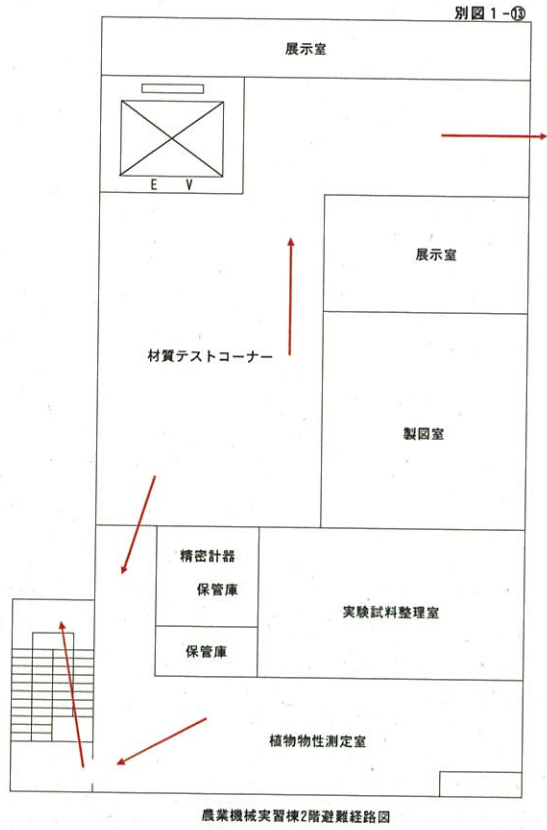 別図1-⑬
展示室
E V
展示室
材質テストコーナー
製図室
精密計器
保管庫
実験試料整理室
保管庫
植物物性測定室
農業機械実習棟2階避難経路図